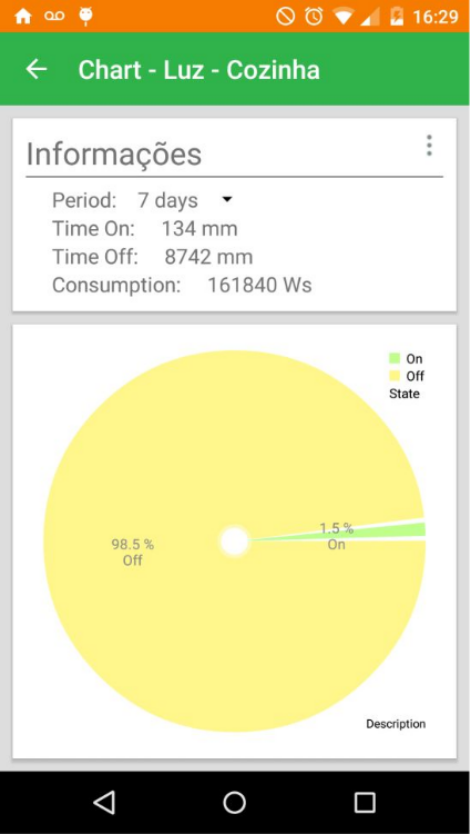 16:29
Chart - Luz - Cozinha
Informações
Period: 7 days
Time On: 134 mm
Time Off: 8742 mm
Consumption: 161840 Ws
On
Off
State
1.5 %
On
98.5 %
Off
Description